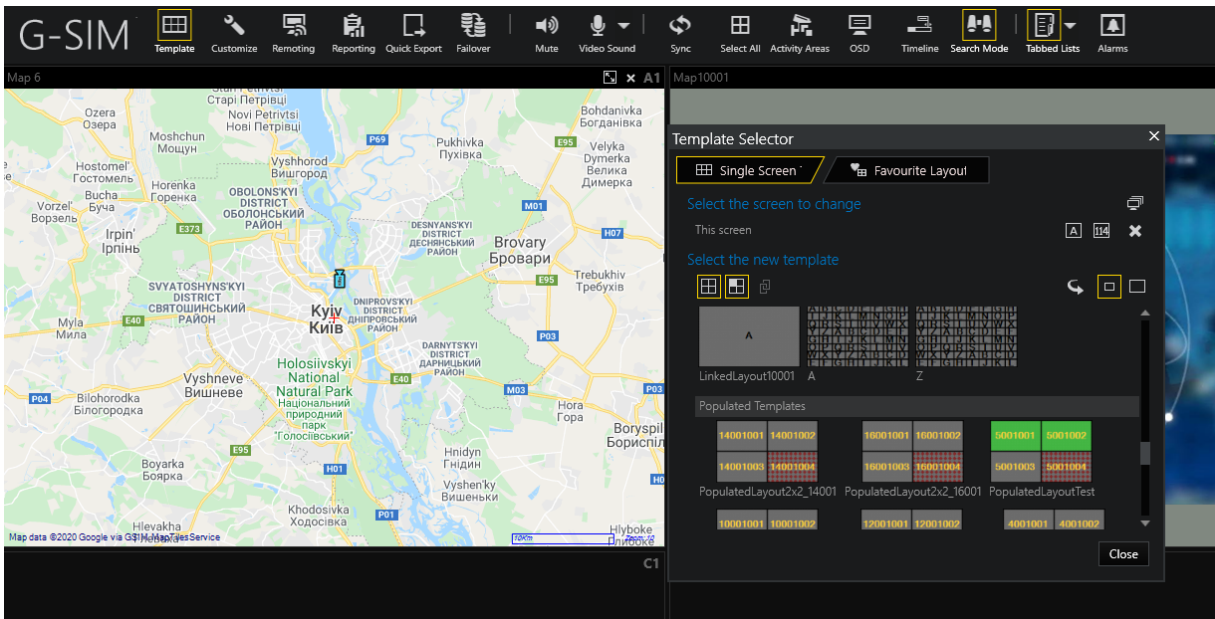 G-SIM
Template
Customize
Remoting
Reporting
Quick Export
Failover
Mute
Video Sound
Sync
Select All
Activity Areas
OSD
Timeline
Search Mode
Tabbed Lists
Alarms
Map 6
A1
Map10001
Старі Петрівці
Ozera
Озера
Novi Petrivtsi
Нові Петрівці
Bohdanivka
Богданівка
Moshchun
Мощун
P69
Pukhivka
Пухівка
E95
Velyka
Dymerka
Велика
Димерка
Hostomel'
Гостомель
Vyshhorod
Вишгород
Horenka
Горенка
Bucha
Буча
Vorzel'
Ворзель
OBOLONS'KYI
DISTRICT
ОБОЛОНСЬКИЙ
РАЙОН
M01
E373
Irpin'
Ірпінь
DESNYANS'KYI
DISTRICT
ДЕСНЯНСЬКИЙ
РАЙОН
H07
Brovary
Бровари
Trebukhiv
Требухів
E95
SVYATOSHYNS'KYI
DISTRICT
СВЯТОШИНСЬКИЙ
РАЙОН
DNIPROVS'KYI
DISTRICT
ДНІПРОВСЬКИЙ
РАЙОН
Kyiv
Київ
Myla
Мила
E40
P03
DARNYTS'KYI
DISTRICT
ДАРНИЦЬКИЙ
РАЙОН
Holosiivskyi
National
Natural Park
Національний
природний
парк
"Голосіївський"
E40
Vyshneve
Вишневе
M03
P03
P04
Bilohorodka
Білогородка
Hora
Гора
Boryspil
Бориспіль
E95
Boyarka
Боярка
H01
Hnidyn
Гнідин
Vyshen'ky
Вишеньки
Khodosivka
Ходосівка
P01
Hlevakha
Hlyboke
Map data ©2020 Google via
10Km
C1
Template Selector
Single Screen
Favourite Layout
Select the screen to change
This screen
A
114
Select the new template
A
LinkedLayout10001
A
Z
Populated Templates
14001001 14001002
14001003 14001004
16001001 16001002
16001003 16001004
5001001 5001002
5001003 5001004
PopulatedLayout2x2_14001
PopulatedLayout2x2_16001
PopulatedLayoutTest
10001001 10001002
12001001 12001002
4001001 4001002
Close